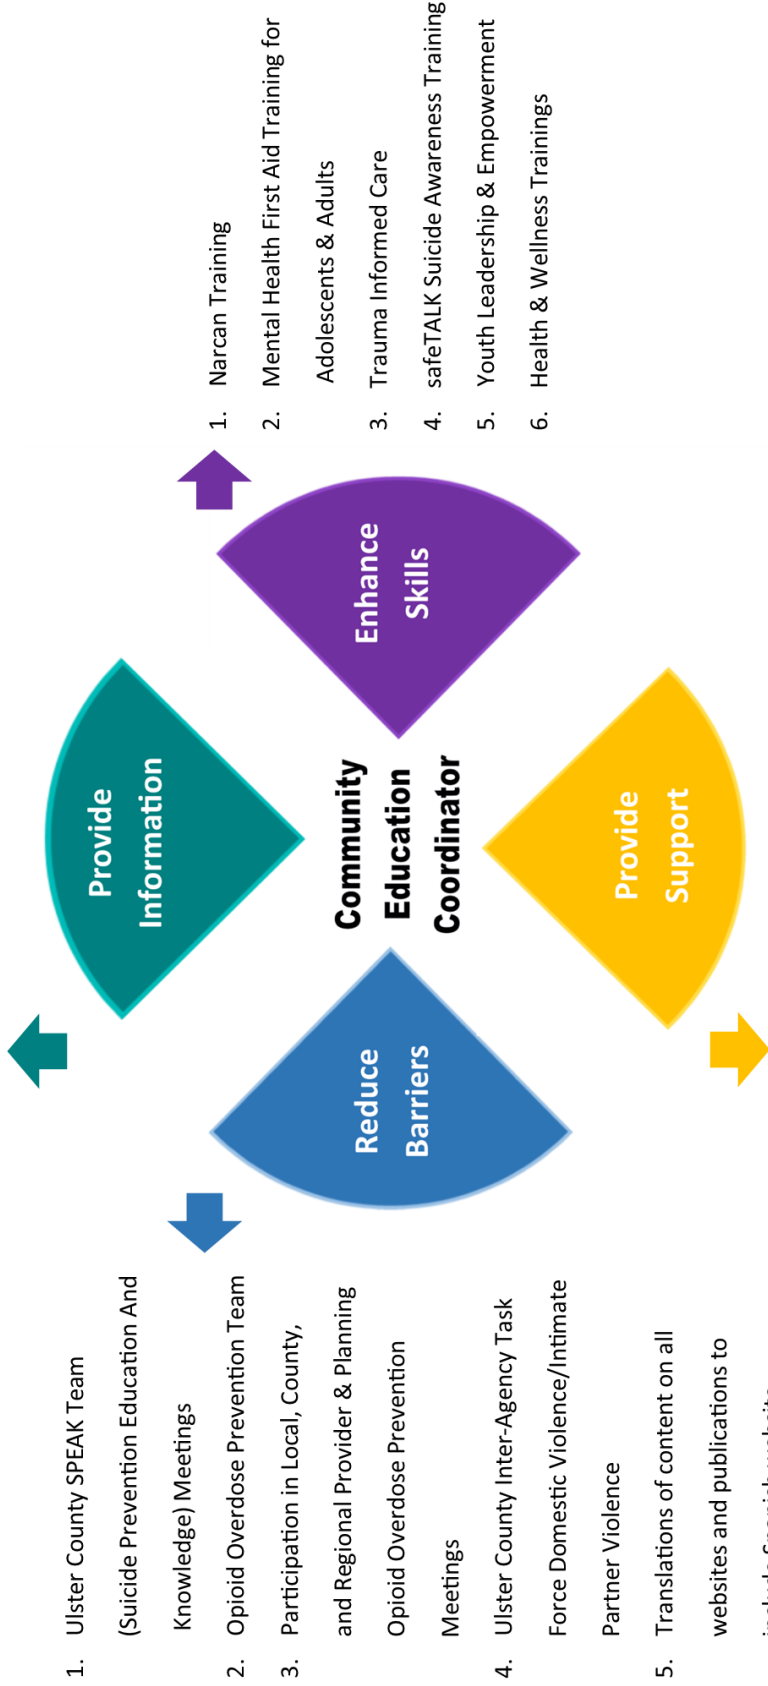 Provide
Information
Reduce
Barriers
Community
Education
Coordinator
Enhance
Skills
Provide
Support
1. Ulster County SPEAK Team
(Suicide Prevention Education And
Knowledge) Meetings
2. Opioid Overdose Prevention Team
3. Participation in Local, County,
and Regional Provider & Planning
Opioid Overdose Prevention
Meetings
4. Ulster County Inter-Agency Task
Force Domestic Violence/Intimate
Partner Violence
5. Translations of content on all
websites and publications to
include Spanish website
1. Narcan Training
2. Mental Health First Aid Training for
Adolescents & Adults
3. Trauma Informed Care
4. safeTALK Suicide Awareness Training
5. Youth Leadership & Empowerment
6. Health & Wellness Trainings